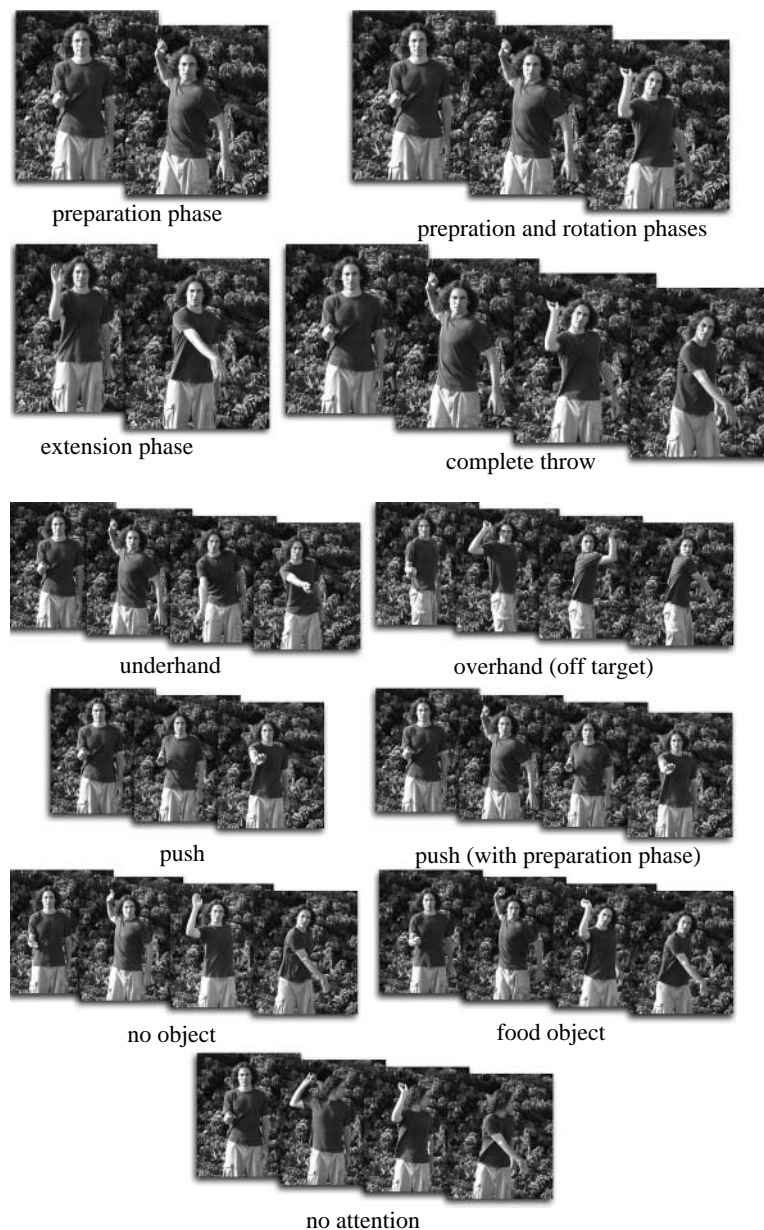 preparation phase
prepration and rotation phases
extension phase
complete throw
underhand
overhand (off target)
push
push (with preparation phase)
no object
food object
no attention